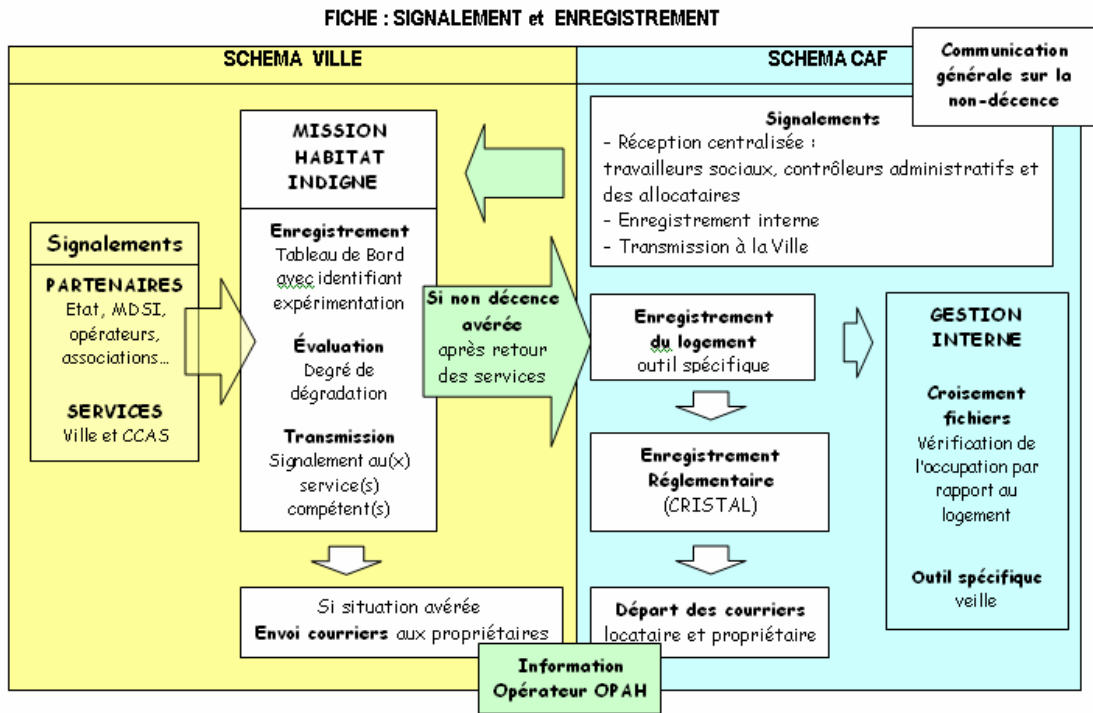 FICHE : SIGNALEMENT et ENREGISTREMENT
SCHEMA VILLE
SCHEMA CAF
Communication
générale sur la
non-décence
Signalements
PARTENAIRES
Etat, MDSI,
opérateurs,
associations...
SERVICES
Ville et CCAS
MISSION
HABITAT
INDIGNE
Enregistrement
Tableau de Bord
avec identifiant
expérimentation
Évaluation
Degré de
dégradation
Transmission
Signalement au(x)
service(s)
compétent(s)
Si situation avérée
Envoi courriers aux propriétaires
Si non décence
avérée
après retour
des services
Signalements
- Réception centralisée :
travailleurs sociaux, contrôleurs administratifs et
des allocataires
- Enregistrement interne
- Transmission à la Ville
Enregistrement
du logement
outil spécifique
Enregistrement
Réglementaire
(CRISTAL)
Départ des courriers
locataire et propriétaire
GESTION
INTERNE
Croisement
fichiers
Vérification de
l'occupation par
rapport au
logement
Outil spécifique
veille
Information
Opérateur OPAH